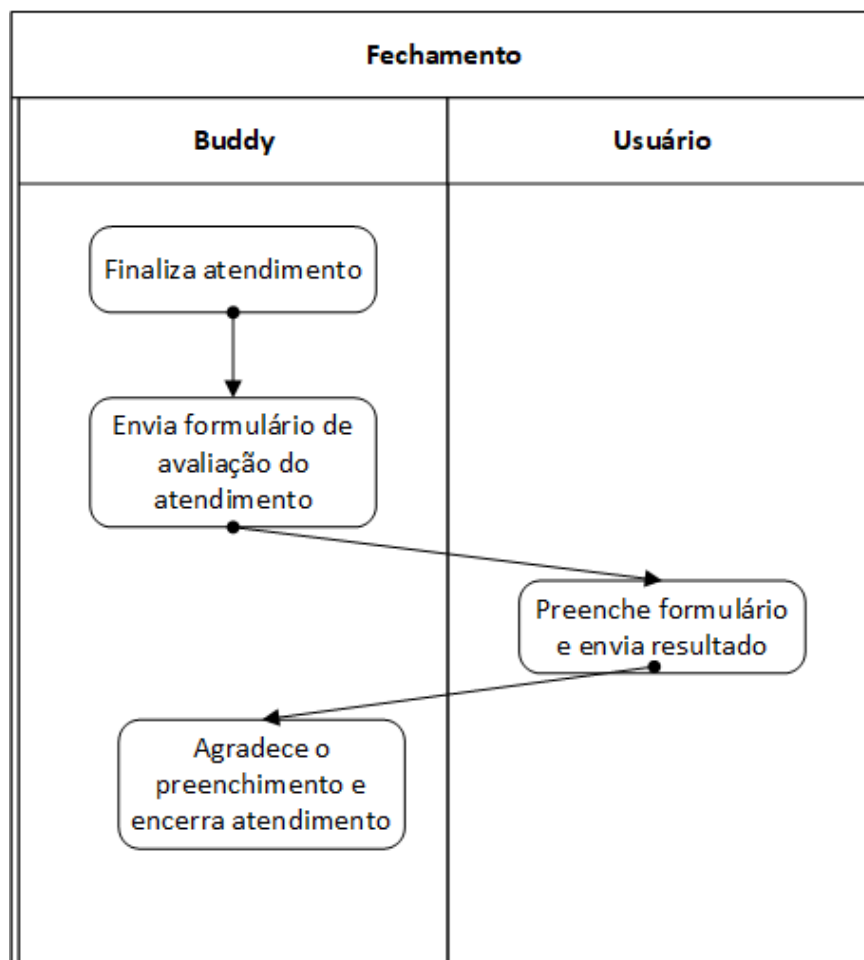 Fechamento
Buddy
Usuário
Finaliza atendimento
Envia formulário de
avaliação do
atendimento
Preenche formulário
e envia resultado
Agradece o
preenchimento e
encerra atendimento